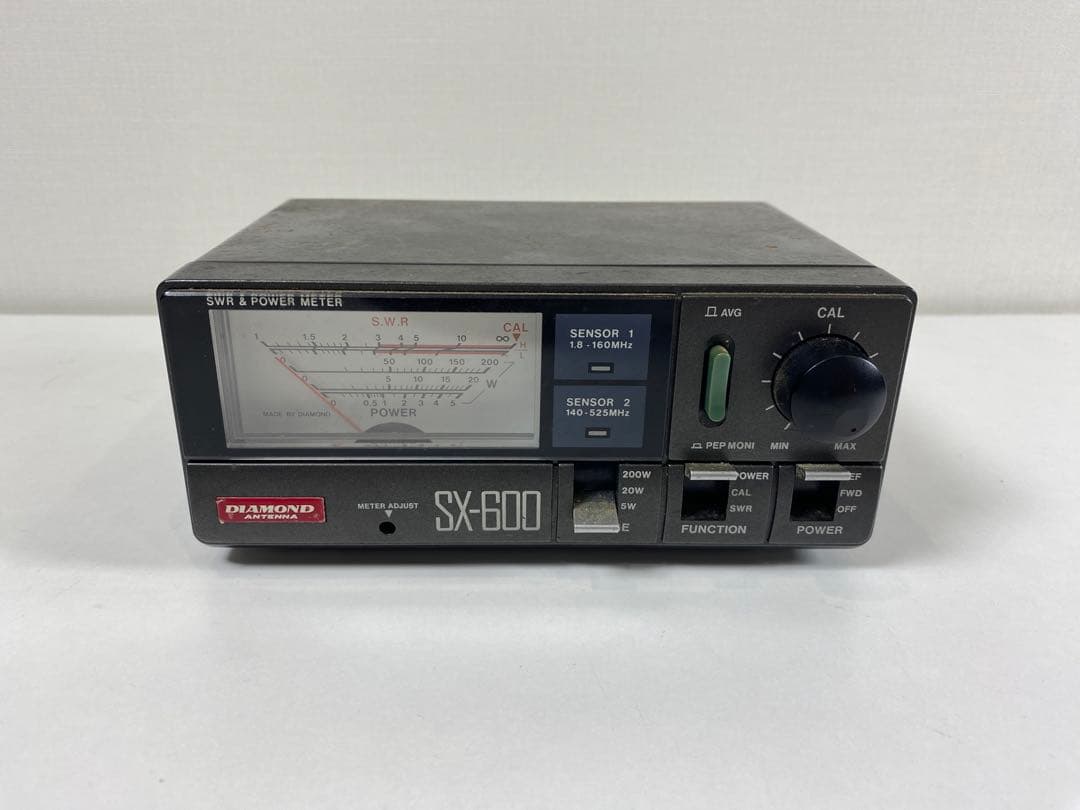 SWR & POWER METER
S.W.R
CAL
1 1.5 2 3 4 5 10 ∞ H
L
0 50 100 150 200
0 5 10 15 20 W
0 0.5 1 2 3 4 5
MADE BY DIAMOND
POWER
SENSOR 1
1.8 - 160MHz
SENSOR 2
140 - 525MHz
AVG
PEP MONI
CAL
MIN
MAX
DIAMOND
ANTENNA
METER ADJUST
SX-600
200W
20W
5W
CAL
SWR
FUNCTION
FWD
OFF
POWER